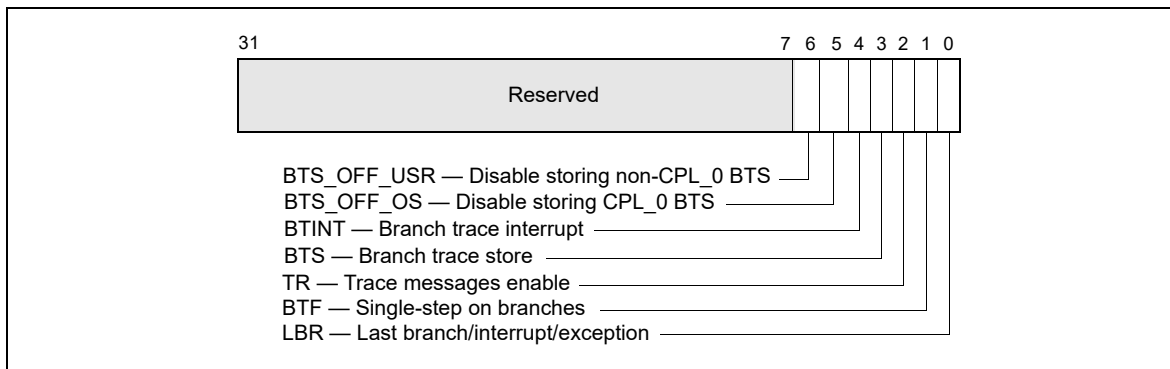 31 7 6 5 4 3 2 1 0
Reserved
BTS_OFF_USR — Disable storing non-CPL_0 BTS
BTS_OFF_OS — Disable storing CPL_0 BTS
BTINT — Branch trace interrupt
BTS — Branch trace store
TR — Trace messages enable
BTF — Single-step on branches
LBR — Last branch/interrupt/exception